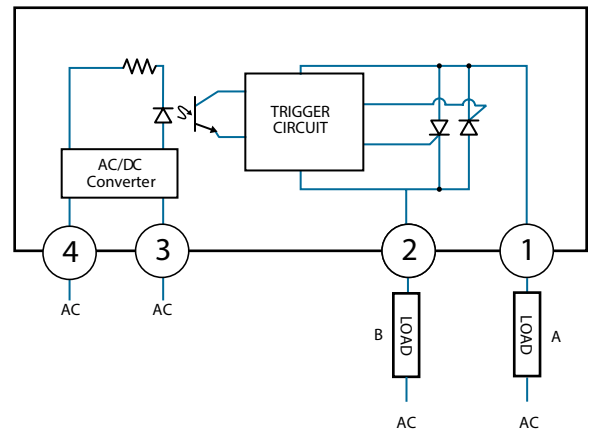 TRIGGER
CIRCUIT
AC/DC
Converter
4
3
2
1
AC
AC
B
LOAD
LOAD
A
AC
AC